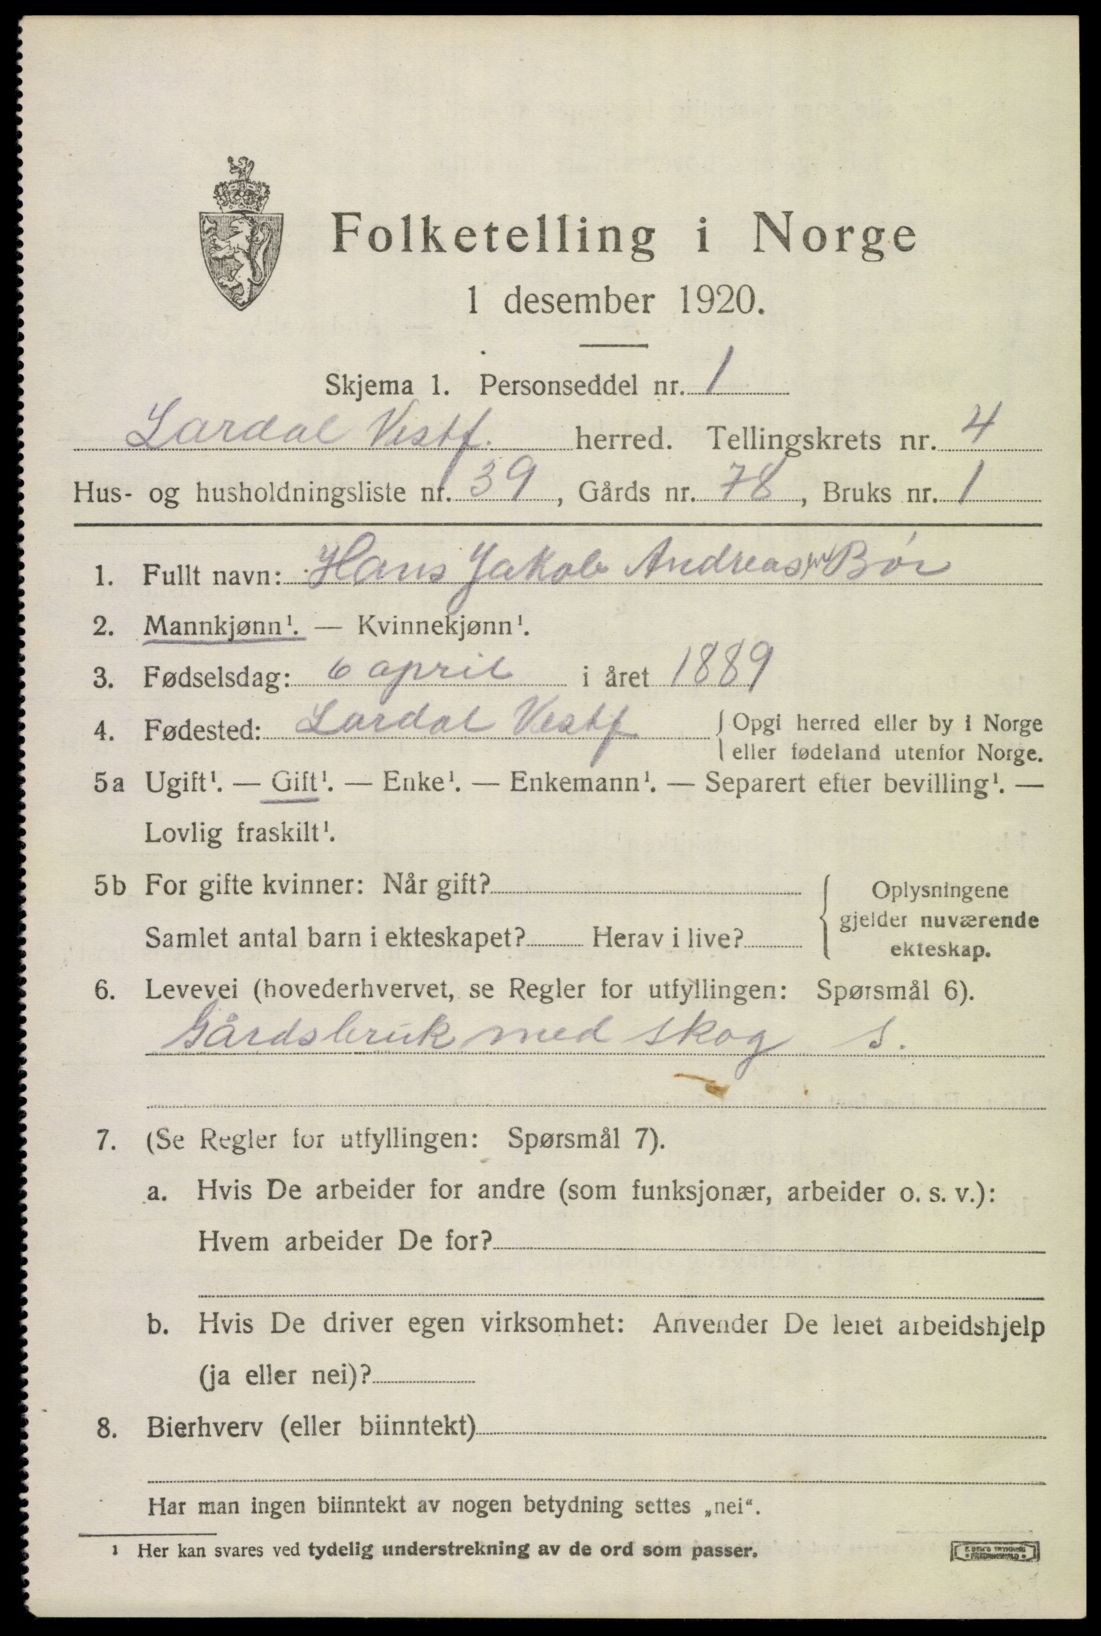 Folketelling i Norge
1 desember 1920.
Skjema 1. Personseddel nr. 1
Lardal Vestf. herred. Tellingskrets nr. 4
Hus- og husholdningsliste nr. 39, Gårds nr. 78, Bruks nr. 1
1. Fullt navn: Hans Jakob Andreas Bør
2. Mannkjønn¹. — Kvinnekjønn¹.
3. Fødselsdag: 6 april i året 1889
4. Fødested: Lardal Vestf { Opgi herred eller by i Norge
eller fødeland utenfor Norge.
5a Ugift¹. — Gift¹. — Enke¹. — Enkemann¹. — Separert efter bevilling¹. —
Lovlig fraskilt¹.
5b For gifte kvinner: Når gift?
Samlet antal barn i ekteskapet? Herav i live?
{ Oplysningene
gjelder nuværende
ekteskap.
6. Levevei (hovederhvervet, se Regler for utfyllingen: Spørsmål 6).
Gårdsbruk med skog S.
7. (Se Regler for utfyllingen: Spørsmål 7).
a. Hvis De arbeider for andre (som funksjonær, arbeider o. s. v.):
Hvem arbeider De for?
b. Hvis De driver egen virksomhet: Anvender De leiet arbeidshjelp
(ja eller nei)?
8. Bierhverv (eller biinntekt)
Har man ingen biinntekt av nogen betydning settes „nei“.
¹ Her kan svares ved tydelig understrekning av de ord som passer.